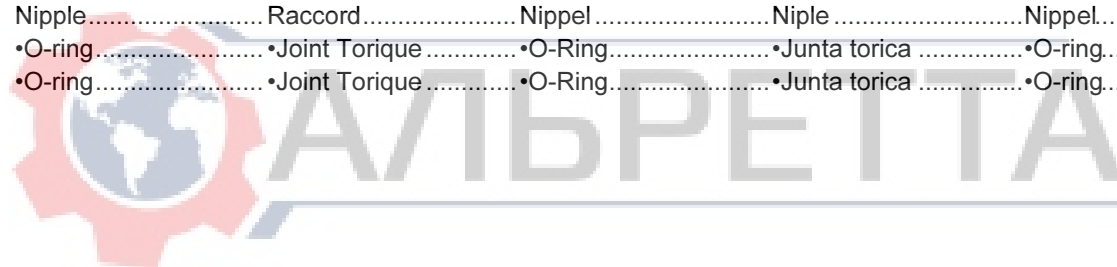 Nipple.......................Raccord....................Nippel......................Niple..........................Nippel...
•O-ring.......................•Joint Torique.............•O-Ring......................•Junta torica...............•O-ring...
•O-ring.......................•Joint Torique.............•O-Ring......................•Junta torica...............•O-ring...
АЛЬРЕТТА